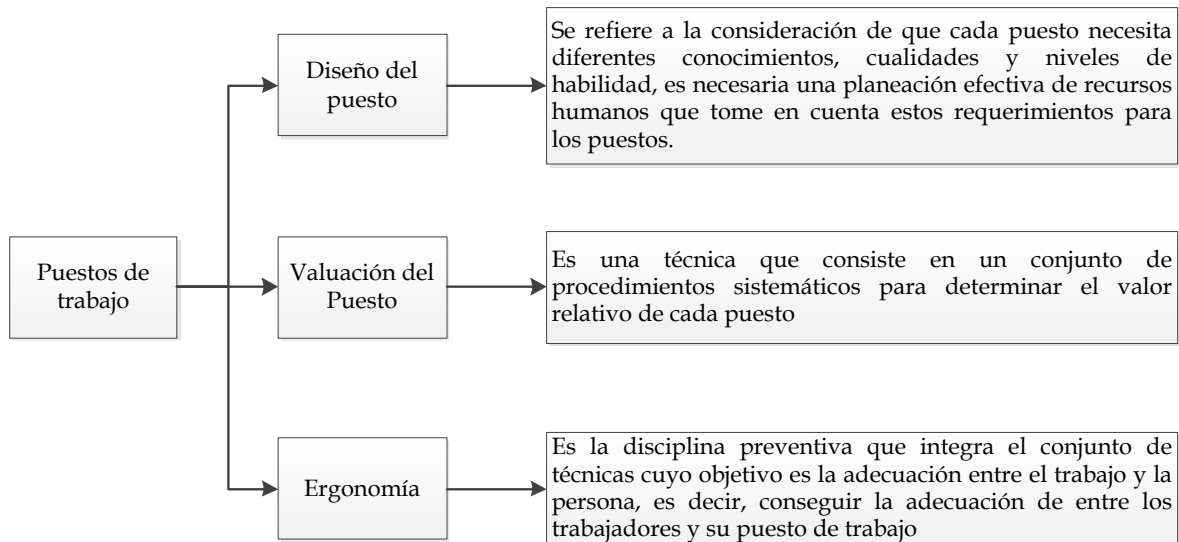 Puestos de
trabajo
Diseño del
puesto
Se refiere a la consideración de que cada puesto necesita
diferentes conocimientos, cualidades y niveles de
habilidad, es necesaria una planeación efectiva de recursos
humanos que tome en cuenta estos requerimientos para
los puestos.
Valuación del
Puesto
Es una técnica que consiste en un conjunto de
procedimientos sistemáticos para determinar el valor
relativo de cada puesto
Ergonomía
Es la disciplina preventiva que integra el conjunto de
técnicas cuyo objetivo es la adecuación entre el trabajo y la
persona, es decir, conseguir la adecuación de entre los
trabajadores y su puesto de trabajo